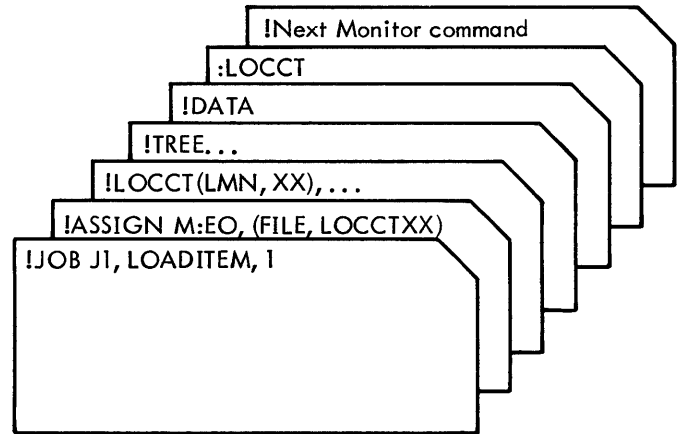 !Next Monitor command
:LOCCT
!DATA
!TREE...
!LOCCT(LMN, XX),...
!ASSIGN M:EO, (FILE, LOCCTXX)
!JOB J1, LOADITEM, 1